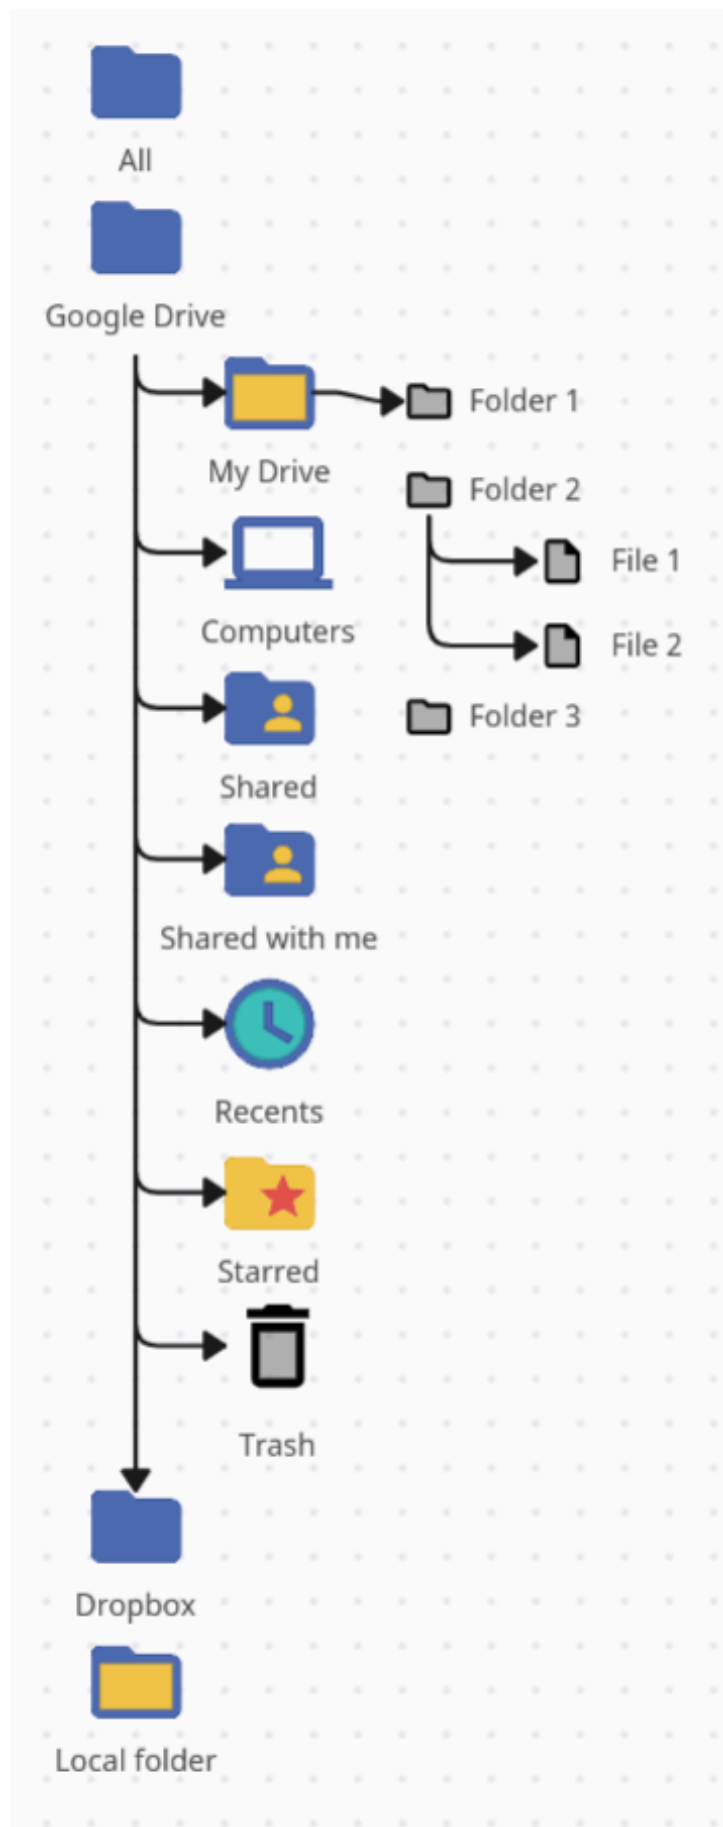 All
Google Drive
My Drive
Folder 1
Folder 2
File 1
File 2
Folder 3
Computers
Shared
Shared with me
Recents
Starred
Trash
Dropbox
Local folder